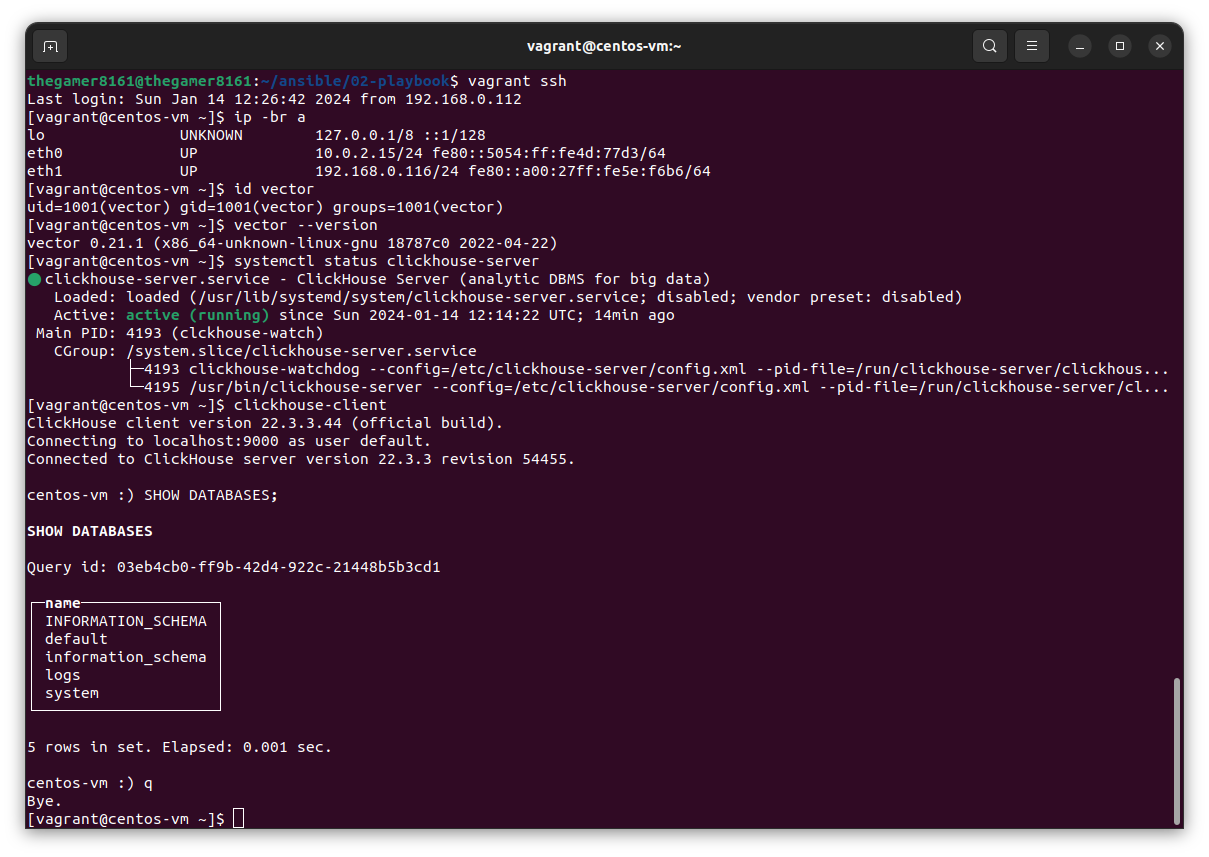 vagrant@centos-vm:~
thegamer8161@thegamer8161:~/ansible/02-playbook$ vagrant ssh
Last login: Sun Jan 14 12:26:42 2024 from 192.168.0.112
[vagrant@centos-vm ~]$ ip -br a
lo               UNKNOWN        127.0.0.1/8 ::1/128
eth0             UP             10.0.2.15/24 fe80::5054:ff:fe4d:77d3/64
eth1             UP             192.168.0.116/24 fe80::a00:27ff:fe5e:f6b6/64
[vagrant@centos-vm ~]$ id vector
uid=1001(vector) gid=1001(vector) groups=1001(vector)
[vagrant@centos-vm ~]$ vector --version
vector 0.21.1 (x86_64-unknown-linux-gnu 18787c0 2022-04-22)
[vagrant@centos-vm ~]$ systemctl status clickhouse-server
● clickhouse-server.service - ClickHouse Server (analytic DBMS for big data)
   Loaded: loaded (/usr/lib/systemd/system/clickhouse-server.service; disabled; vendor preset: disabled)
   Active: active (running) since Sun 2024-01-14 12:14:22 UTC; 14min ago
 Main PID: 4193 (clckhouse-watch)
   CGroup: /system.slice/clickhouse-server.service
           ├─4193 clickhouse-watchdog --config=/etc/clickhouse-server/config.xml --pid-file=/run/clickhouse-server/clickhous...
           └─4195 /usr/bin/clickhouse-server --config=/etc/clickhouse-server/config.xml --pid-file=/run/clickhouse-server/cl...
[vagrant@centos-vm ~]$ clickhouse-client
ClickHouse client version 22.3.3.44 (official build).
Connecting to localhost:9000 as user default.
Connected to ClickHouse server version 22.3.3 revision 54455.
centos-vm :) SHOW DATABASES;
SHOW DATABASES
Query id: 03eb4cb0-ff9b-42d4-922c-21448b5b3cd1
name
INFORMATION_SCHEMA
default
information_schema
logs
system
5 rows in set. Elapsed: 0.001 sec.
centos-vm :) q
Bye.
[vagrant@centos-vm ~]$